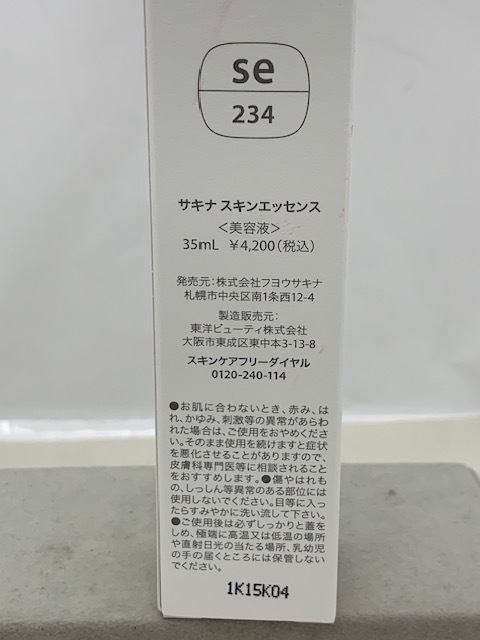 se
234
サキナ スキンエッセンス
＜美容液＞
35mL ￥4,200(税込)
発売元：株式会社フヨウサキナ
札幌市中央区南1条西12-4
製造販売元：
東洋ビューティ株式会社
大阪市東成区東中本3-13-8
スキンケアフリーダイヤル
0120-240-114
●お肌に合わないとき、赤み、は
れ、かゆみ、刺激等の異常があらわ
れた場合は、ご使用をおやめくださ
い。そのまま使用を続けますと症状
を悪化させることがありますので、
皮膚科専門医等に相談されること
をおすすめします。●傷やはれも
の、しっしん等異常のある部位には
使用しないでください。目等に入っ
たらすみやかに洗い流して下さい。
●ご使用後は必ずしっかりと蓋を
しめ、極端に高温又は低温の場所
や直射日光の当たる場所、乳幼児
の手の届くところには保管しない
でください。
1K15K04